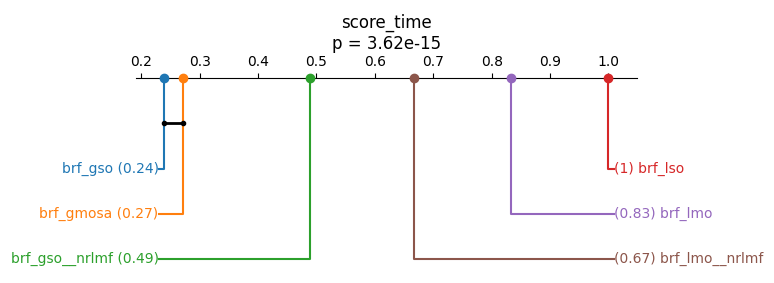 score_time
p = 3.62e-15
0.2 0.3 0.4 0.5 0.6 0.7 0.8 0.9 1.0
brf_gso (0.24) (1) brf_lso
brf_gmosa (0.27) (0.83) brf_lmo
brf_gso__nrlmf (0.49) (0.67) brf_lmo__nrlmf